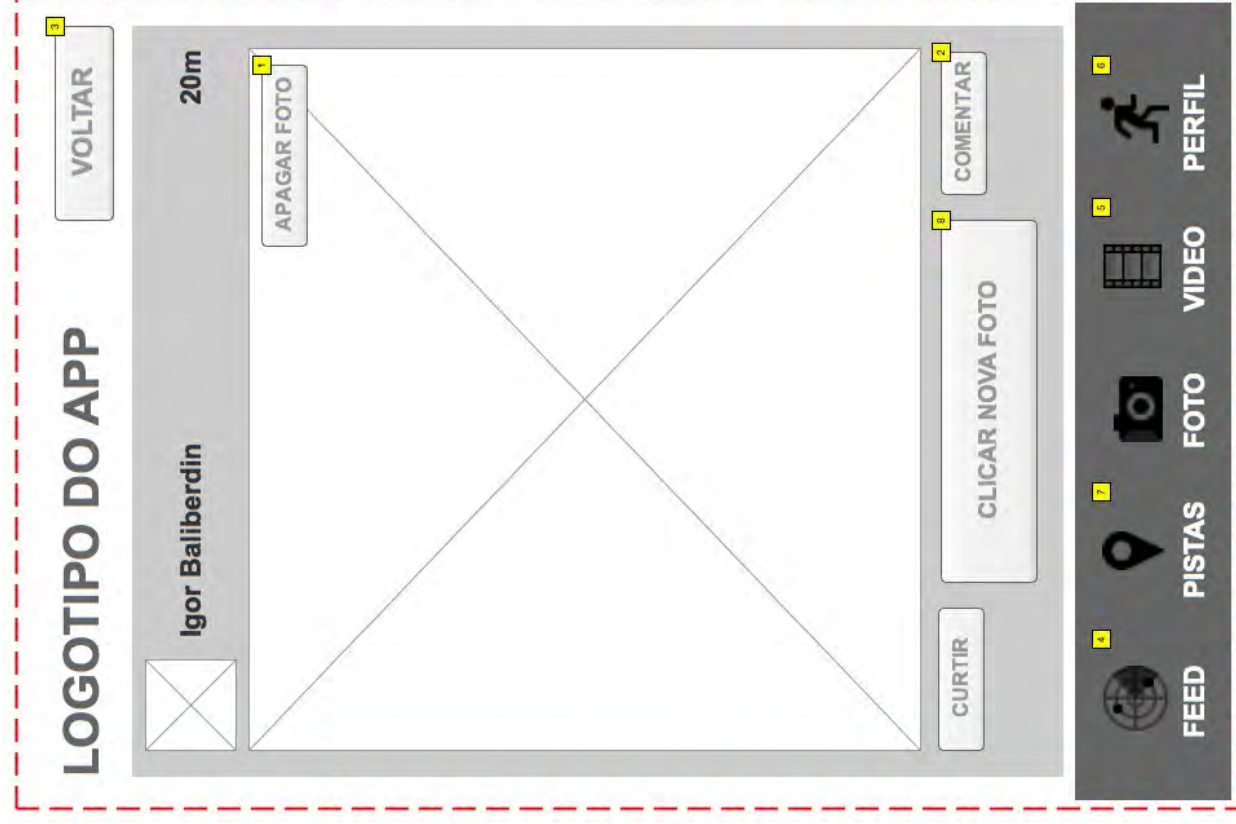 LOGOTIPO DO APP
VOLTAR
3
Igor Baliberdin
20m
APAGAR FOTO
1
CURTIR
CLICAR NOVA FOTO
8
COMENTAR
2
4
7
5
6
FEED
PISTAS
FOTO
VIDEO
PERFIL